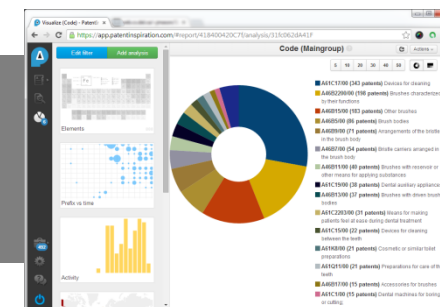 Visualize (Code) - Patenti
https://app.patentinspiration.com/#report/418400420C7f/analysis/31fc062dA41f
Edit filter
Add analysis
Code (Maingroup)
Actions
5 10 20 30 40 50
Elements
Prefix vs time
Activity
A61C17/00 (343 patents) Devices for cleaning
A46B2200/00 (198 patents) Brushes characterized
by their functions
A46B15/00 (183 patents) Other brushes
A46B5/00 (86 patents) Brush bodies
A46B9/00 (71 patents) Arrangements of the bristles
in the brush body
A46B7/00 (54 patents) Bristle carriers arranged in
the brush body
A46B11/00 (40 patents) Brushes with reservoir or
other means for applying substances
A61C19/00 (38 patents) Dental auxiliary appliances
A46B13/00 (37 patents) Brushes with driven brush
bodies
A61C2203/00 (31 patents) Means for making
patients feel at ease during dental treatment
A61C15/00 (22 patents) Devices for cleaning
between the teeth
A61K8/00 (21 patents) Cosmetic or similar toilet
preparations
A61Q11/00 (21 patents) Preparations for care of the
teeth
A46B17/00 (15 patents) Accessories for brushes
A61C1/00 (15 patents) Dental machines for boring
or cutting